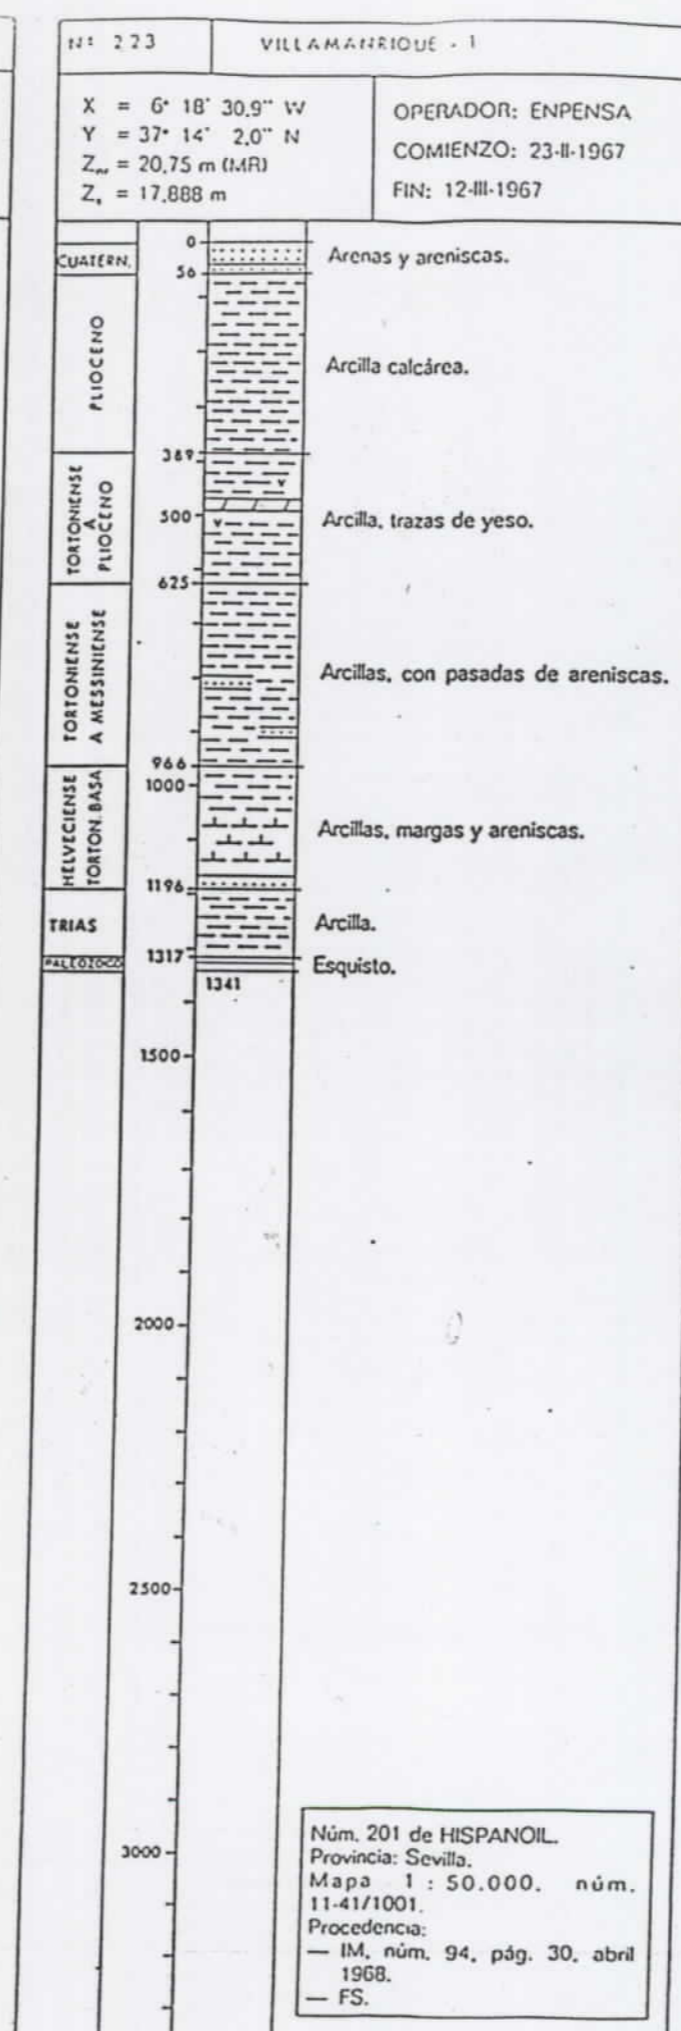 Nº 223
VILLAMANRIQUE - 1
X = 6° 18' 30.9'' W
Y = 37° 14' 2.0'' N
Zmr = 20,75 m (MR)
Zs = 17,888 m
OPERADOR: ENPENSA
COMIENZO: 23-II-1967
FIN: 12-III-1967
0
CUATERN.
Arenas y areniscas.
56
PLIOCENO
Arcilla calcárea.
389
TORTONIENSE
A
PLIOCENO
500
Arcilla, trazas de yeso.
625
TORTONIENSE
A MESSINIENSE
Arcillas, con pasadas de areniscas.
966
1000
HELVECIENSE
TORTON. BASA
Arcillas, margas y areniscas.
1196
TRIAS
Arcilla.
1317
PALEOZOCO
Esquisto.
1341
1500
2000
2500
3000
Núm. 201 de HISPANOIL.
Provincia: Sevilla.
Mapa 1 : 50.000. núm.
11-41/1001.
Procedencia:
— IM, núm. 94, pág. 30, abril
1968.
— FS.